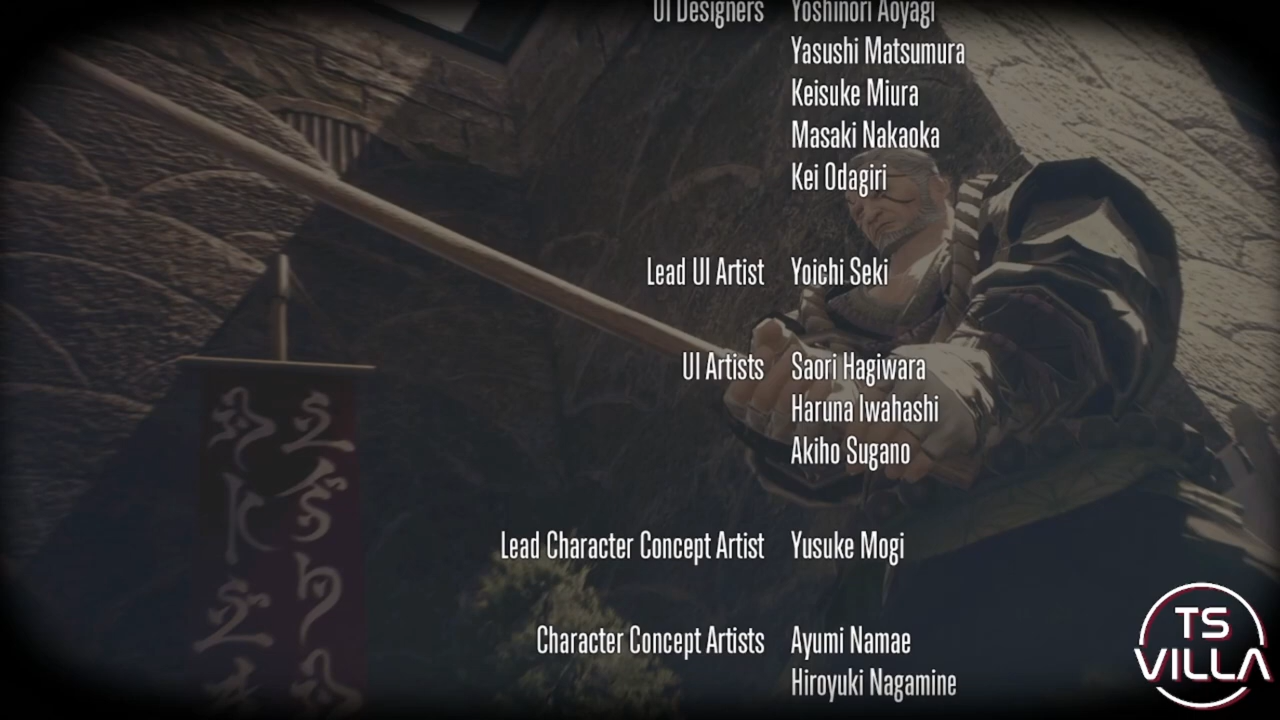 UI Designers Yoshinori Aoyagi
Yasushi Matsumura
Keisuke Miura
Masaki Nakaoka
Kei Odagiri
Lead UI Artist Yoichi Seki
UI Artists Saori Hagiwara
Haruna Iwahashi
Akiho Sugano
Lead Character Concept Artist Yusuke Mogi
Character Concept Artists Ayumi Namae
Hiroyuki Nagamine
TS
VILLA